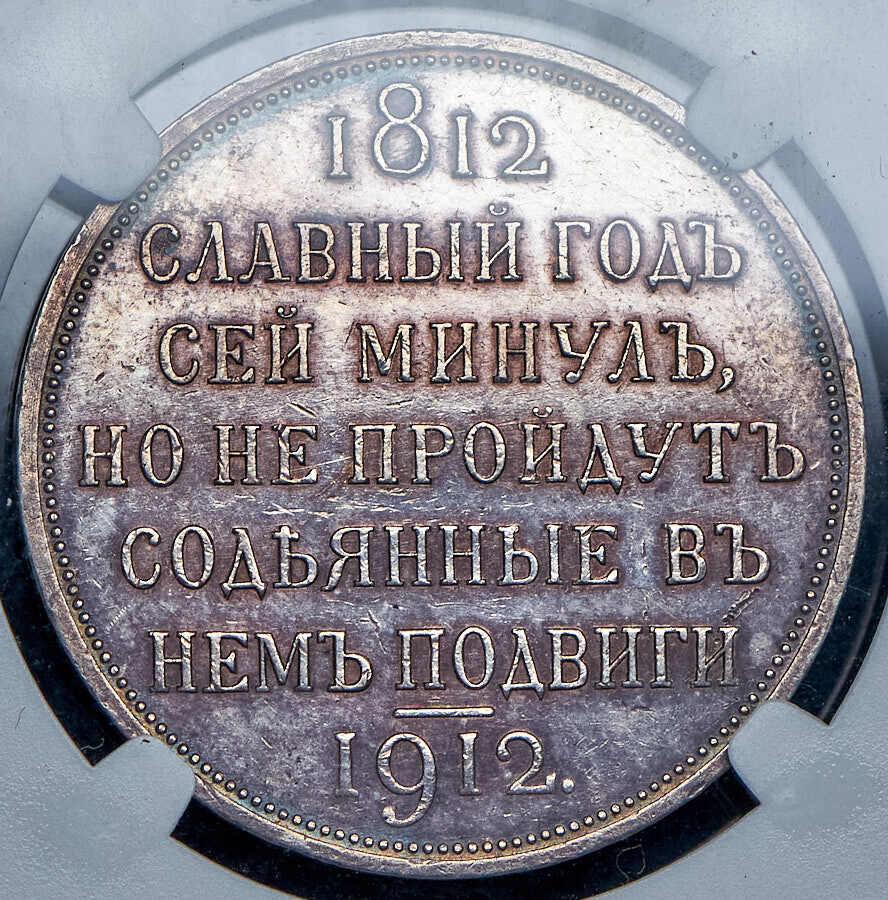 1812
СЛАВНЫЙ ГОДЪ
СЕЙ МИНУЛЪ,
НО НЕ ПРОЙДУТЪ
СОДѢЯННЫЕ ВЪ
НЕМЪ ПОДВИГИ
1912.